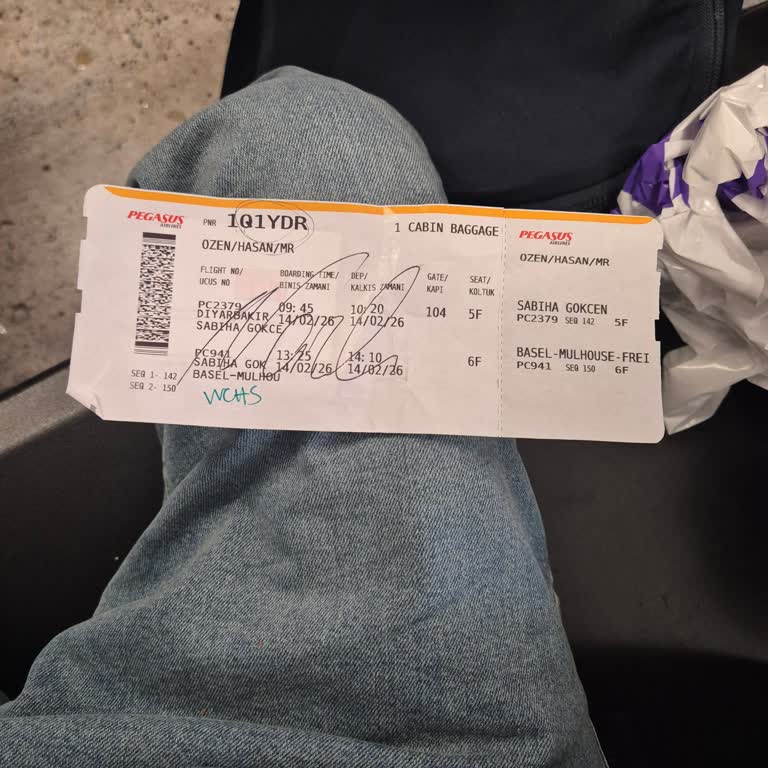 PEGASUS
AIRLINES
PNR 1Q1YDR
1 CABIN BAGGAGE
OZEN/HASAN/MR
FLIGHT NO/ BOARDING TIME/ DEP/ GATE/ SEAT/
UCUS NO BINIS ZAMANI KALKIS ZAMANI KAPI KOLTUK
PC2379 09:45 10:20 104 5F
DIYARBAKIR 14/02/26 14/02/26
SABIHA GOKCE
PC941 13:25 14:10 6F
SABIHA GOK 14/02/26 14/02/26
BASEL-MULHOU
SEQ 1- 142
SEQ 2- 150
WCHS
PEGASUS
AIRLINES
OZEN/HASAN/MR
SABIHA GOKCEN
PC2379 SEQ 142 5F
BASEL-MULHOUSE-FREI
PC941 SEQ 150 6F